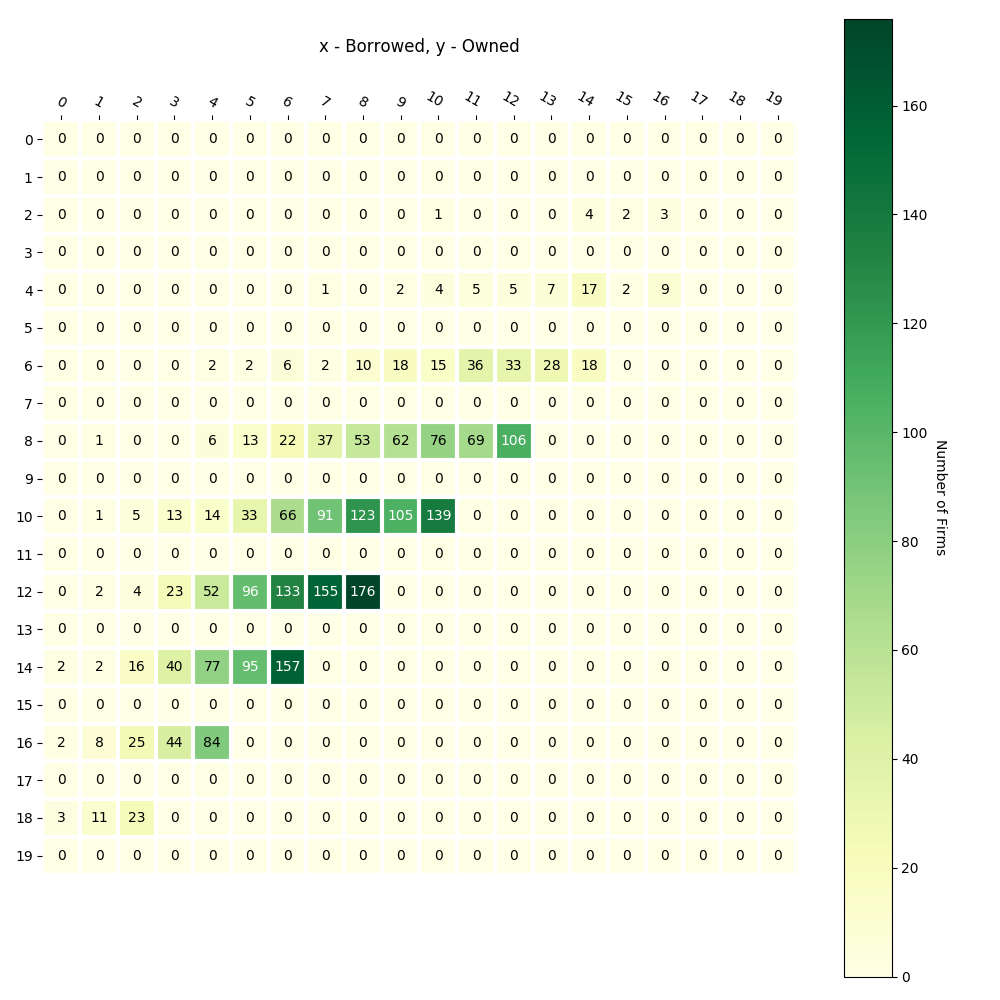 x - Borrowed, y - Owned
0 1 2 3 4 5 6 7 8 9 10 11 12 13 14 15 16 17 18 19
0 0 0 0 0 0 0 0 0 0 0 0 0 0 0 0 0 0 0 0 0
1 0 0 0 0 0 0 0 0 0 0 0 0 0 0 0 0 0 0 0 0
2 0 0 0 0 0 0 0 0 0 0 1 0 0 0 4 2 3 0 0 0
3 0 0 0 0 0 0 0 0 0 0 0 0 0 0 0 0 0 0 0 0
4 0 0 0 0 0 0 0 1 0 2 4 5 5 7 17 2 9 0 0 0
5 0 0 0 0 0 0 0 0 0 0 0 0 0 0 0 0 0 0 0 0
6 0 0 0 0 2 2 6 2 10 18 15 36 33 28 18 0 0 0 0 0
7 0 0 0 0 0 0 0 0 0 0 0 0 0 0 0 0 0 0 0 0
8 0 1 0 0 6 13 22 37 53 62 76 69 106 0 0 0 0 0 0 0
9 0 0 0 0 0 0 0 0 0 0 0 0 0 0 0 0 0 0 0 0
10 0 1 5 13 14 33 66 91 123 105 139 0 0 0 0 0 0 0 0 0
11 0 0 0 0 0 0 0 0 0 0 0 0 0 0 0 0 0 0 0 0
12 0 2 4 23 52 96 133 155 176 0 0 0 0 0 0 0 0 0 0 0
13 0 0 0 0 0 0 0 0 0 0 0 0 0 0 0 0 0 0 0 0
14 2 2 16 40 77 95 157 0 0 0 0 0 0 0 0 0 0 0 0 0
15 0 0 0 0 0 0 0 0 0 0 0 0 0 0 0 0 0 0 0 0
16 2 8 25 44 84 0 0 0 0 0 0 0 0 0 0 0 0 0 0 0
17 0 0 0 0 0 0 0 0 0 0 0 0 0 0 0 0 0 0 0 0
18 3 11 23 0 0 0 0 0 0 0 0 0 0 0 0 0 0 0 0 0
19 0 0 0 0 0 0 0 0 0 0 0 0 0 0 0 0 0 0 0 0
160
140
120
100
80
60
40
20
0
Number of Firms